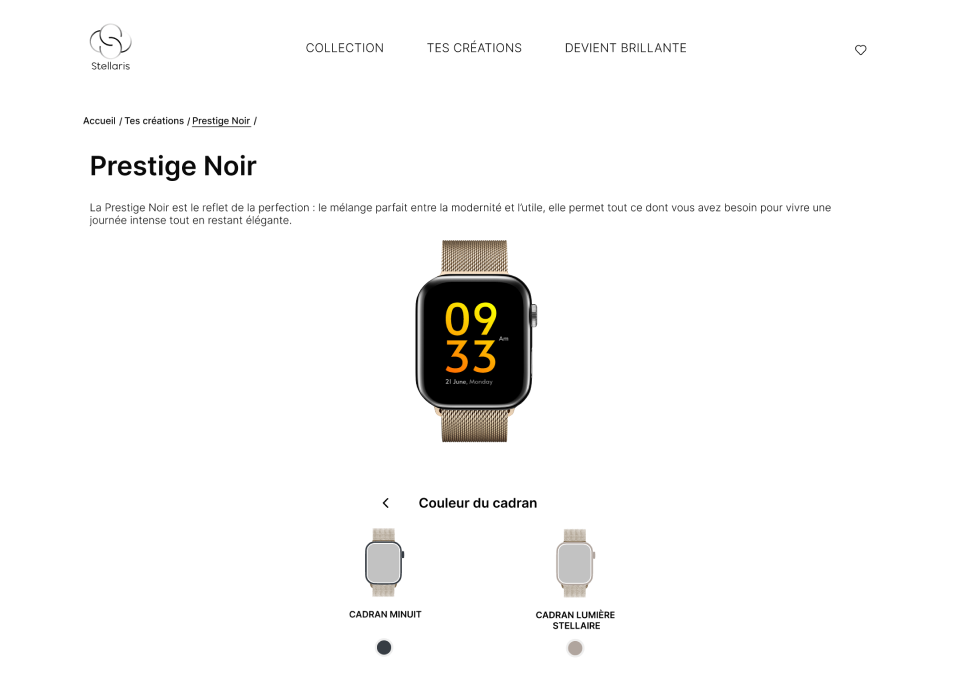 Stellaris
COLLECTION
TES CRÉATIONS
DEVIENT BRILLANTE
Accueil / Tes créations / Prestige Noir /
Prestige Noir
La Prestige Noir est le reflet de la perfection : le mélange parfait entre la modernité et l'utile, elle permet tout ce dont vous avez besoin pour vivre une
journée intense tout en restant élégante.
09
Am
33
21 June, Monday
Couleur du cadran
CADRAN MINUIT
CADRAN LUMIÈRE
STELLAIRE